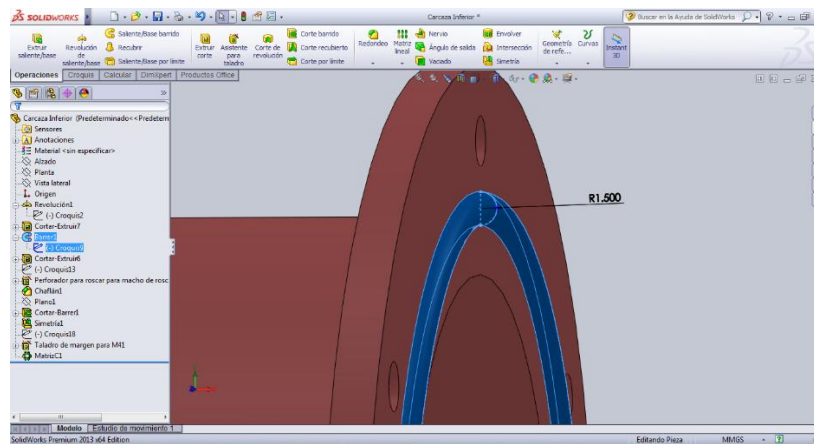 SOLIDWORKS
Carcaza Inferior *
Buscar en la Ayuda de SolidWorks
Extruir saliente/base
Revolución de saliente/base
Saliente/Base barrido
Recubrir
Saliente/Base por límite
Extruir corte
Asistente para taladro
Corte de revolución
Corte barrido
Corte recubierto
Corte por límite
Redondeo
Matriz lineal
Nervio
Ángulo de salida
Vaciado
Envolver
Intersección
Simetría
Geometría de refe...
Curvas
Instant 3D
Operaciones
Croquis
Calcular
DimXpert
Productos Office
Carcaza Inferior (Predeterminado<<Predetern
Sensores
Anotaciones
Material <sin especificar>
Alzado
Planta
Vista lateral
Origen
Revolución1
(-) Croquis2
Cortar-Extruir7
Barrer1
(-) Croquis9
Cortar-Extruir6
(-) Croquis13
Perforador para roscar para macho de rosc
Chaflán1
Plano1
Cortar-Barrer1
Simetría1
(-) Croquis18
Taladro de margen para M41
MatrizC1
R1.500
Modelo
Estudio de movimiento 1
SolidWorks Premium 2013 x64 Edition
Editando Pieza
MMGS